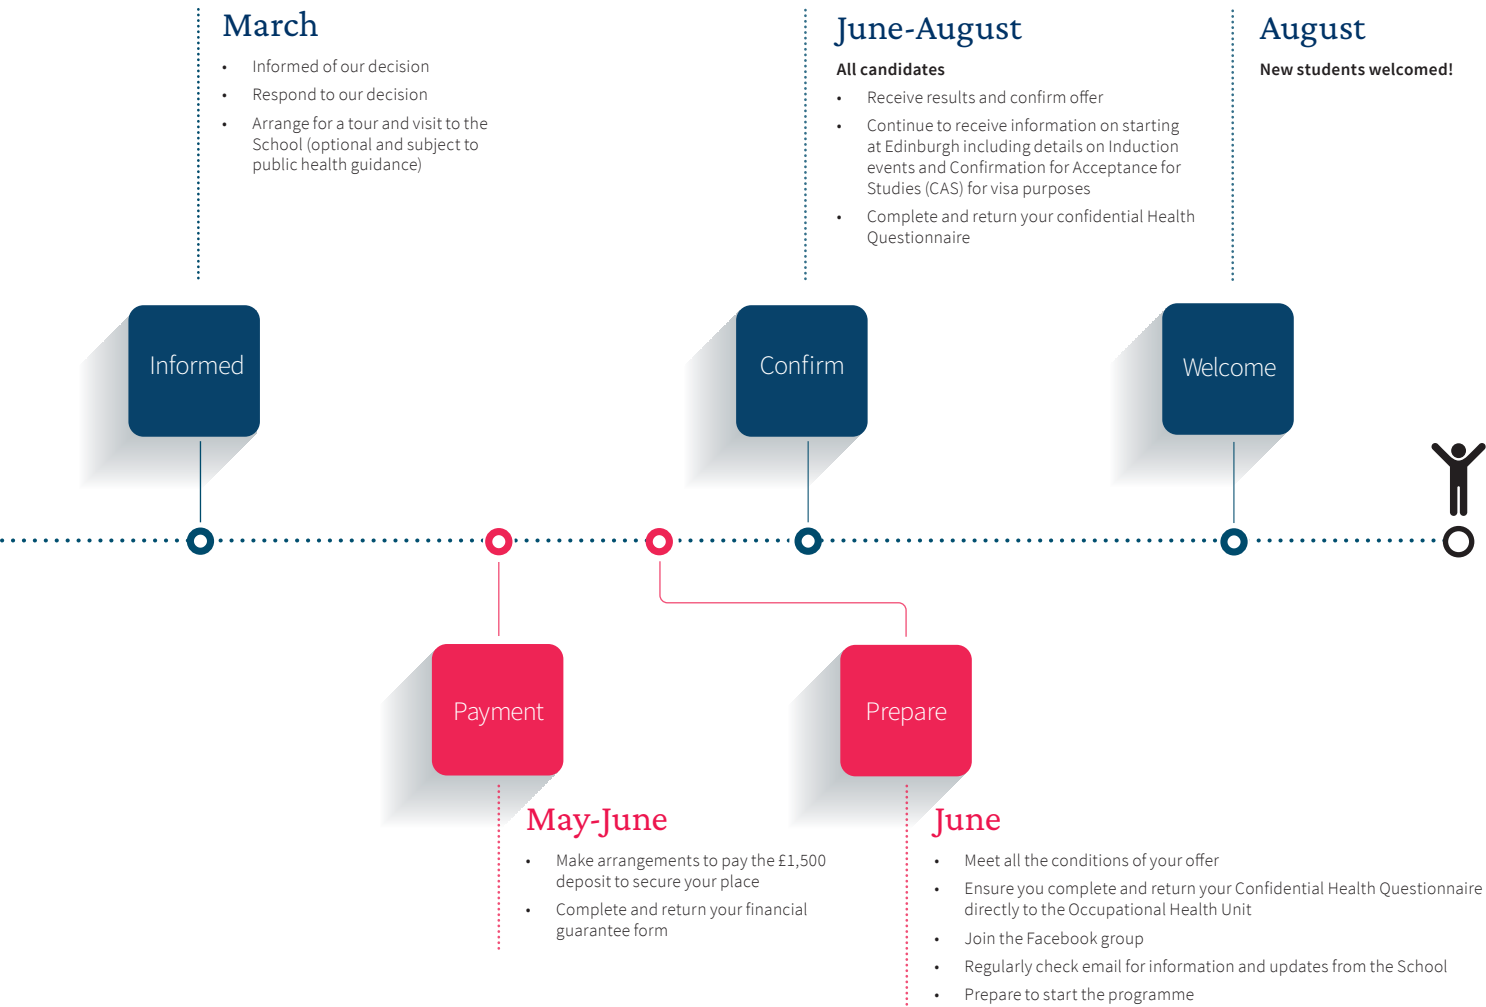 March
• Informed of our decision
• Respond to our decision
• Arrange for a tour and visit to the
School (optional and subject to
public health guidance)
June-August
All candidates
• Receive results and confirm offer
• Continue to receive information on starting
at Edinburgh including details on Induction
events and Confirmation for Acceptance for
Studies (CAS) for visa purposes
• Complete and return your confidential Health
Questionnaire
August
New students welcomed!
Informed
Confirm
Welcome
Payment
Prepare
May-June
• Make arrangements to pay the £1,500
deposit to secure your place
• Complete and return your financial
guarantee form
June
• Meet all the conditions of your offer
• Ensure you complete and return your Confidential Health Questionnaire
directly to the Occupational Health Unit
• Join the Facebook group
• Regularly check email for information and updates from the School
• Prepare to start the programme